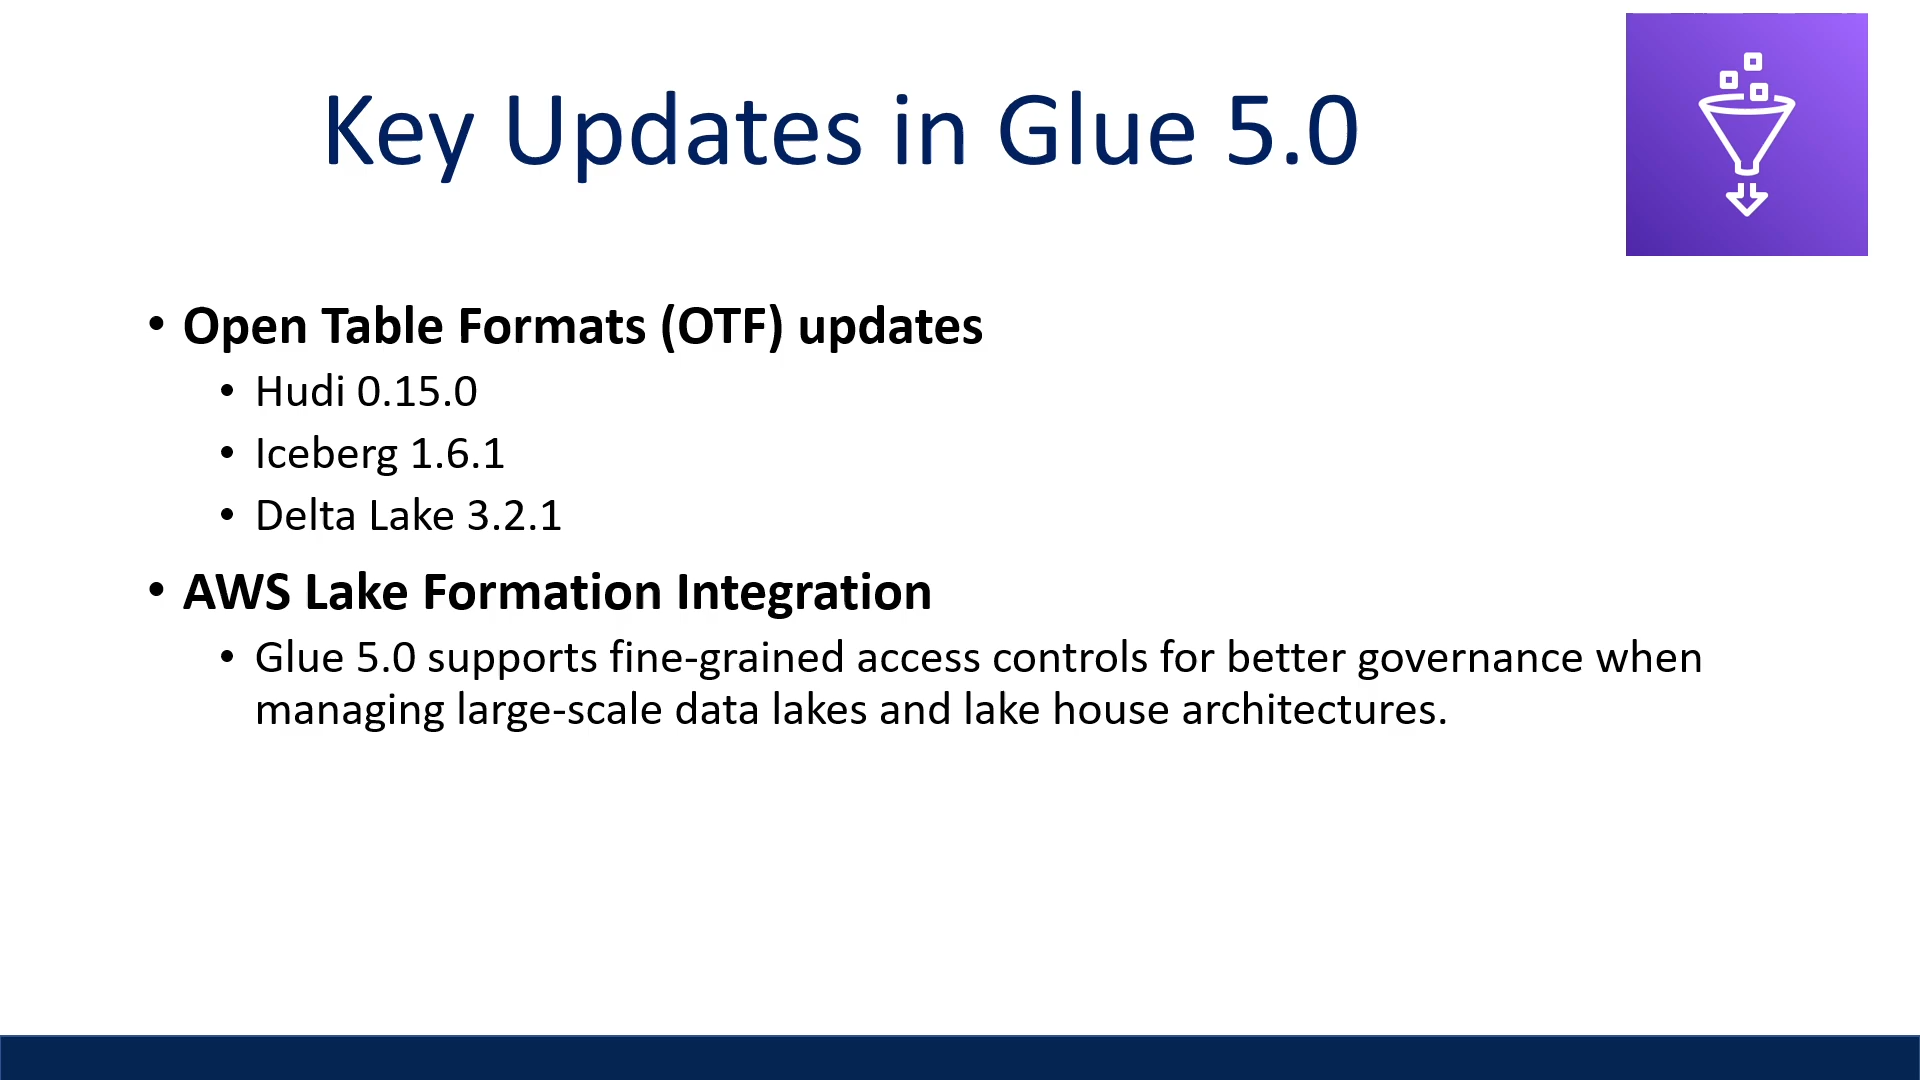 Key Updates in Glue 5.0
• Open Table Formats (OTF) updates
• Hudi 0.15.0
• Iceberg 1.6.1
• Delta Lake 3.2.1
• AWS Lake Formation Integration
• Glue 5.0 supports fine-grained access controls for better governance when
managing large-scale data lakes and lake house architectures.